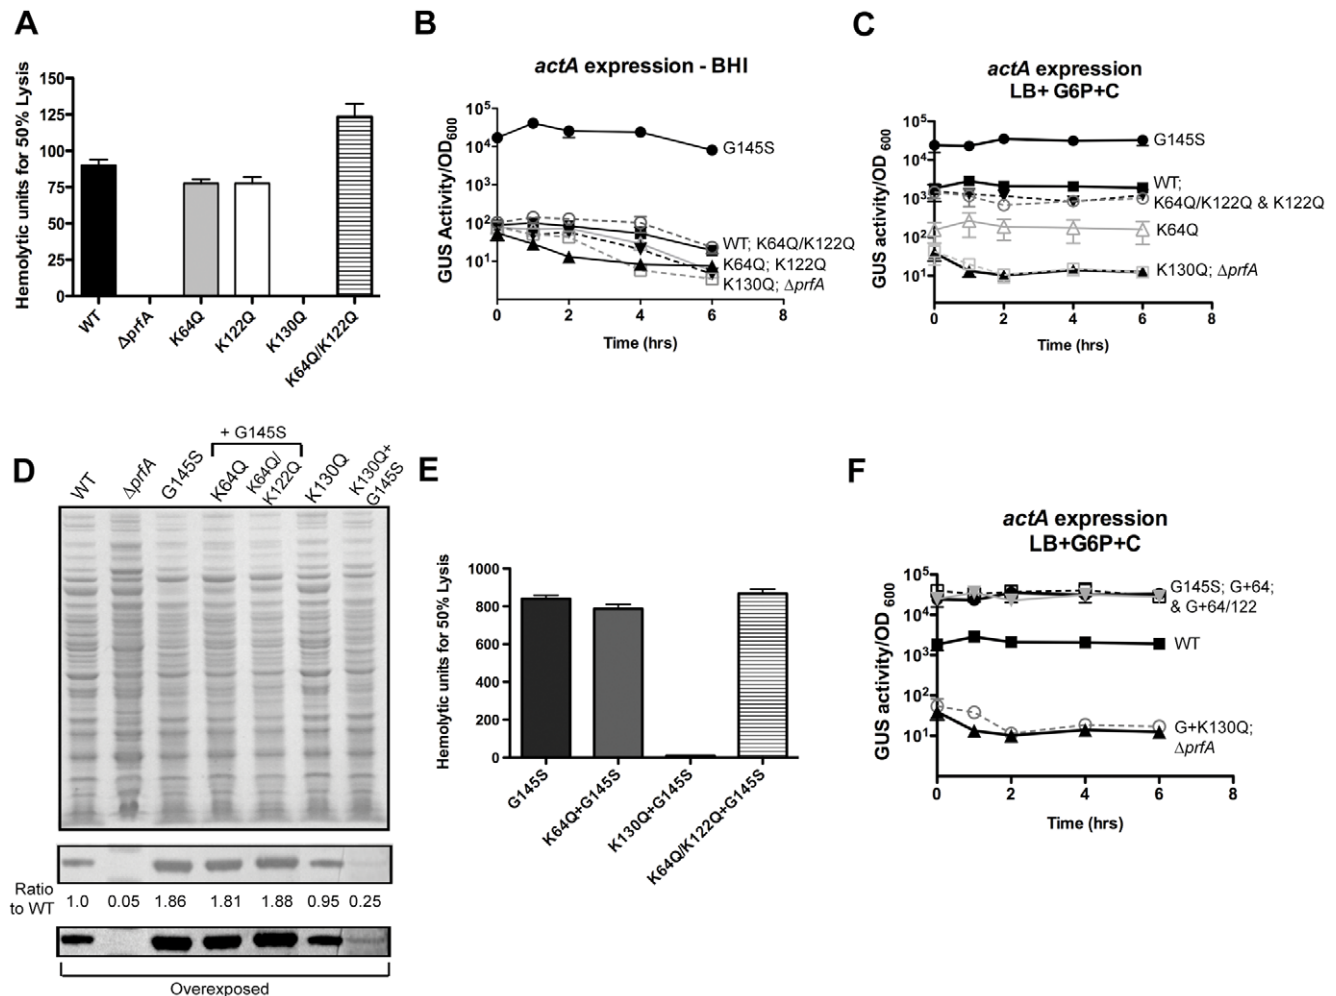 A
Hemolytic units for 50% Lysis
150
125
100
75
50
25
0
WT
ΔprfA
K64Q
K122Q
K130Q
K64Q/K122Q
B
actA expression - BHI
GUS Activity/OD600
10^5
10^4
10^3
10^2
10^1
0
2
4
6
8
Time (hrs)
G145S
WT; K64Q/K122Q
K64Q; K122Q
K130Q; ΔprfA
C
actA expression
LB+ G6P+C
GUS activity/OD 600
10^5
10^4
10^3
10^2
10^1
0
2
4
6
8
Time (hrs)
G145S
WT;
K64Q/K122Q & K122Q
K64Q
K130Q; ΔprfA
D
+ G145S
WT
ΔprfA
G145S
K64Q
K64Q/
K122Q
K130Q
K130Q+
G145S
Ratio
to WT
1.0 0.05 1.86 1.81 1.88 0.95 0.25
Overexposed
E
Hemolytic units for 50% Lysis
1000
800
600
400
200
0
G145S
K64Q+G145S
K130Q+G145S
K64Q/K122Q+G145S
F
actA expression
LB+G6P+C
GUS activity/OD 600
10^5
10^4
10^3
10^2
10^1
0
2
4
6
8
Time (hrs)
G145S; G+64;
& G+64/122
WT
G+K130Q;
ΔprfA